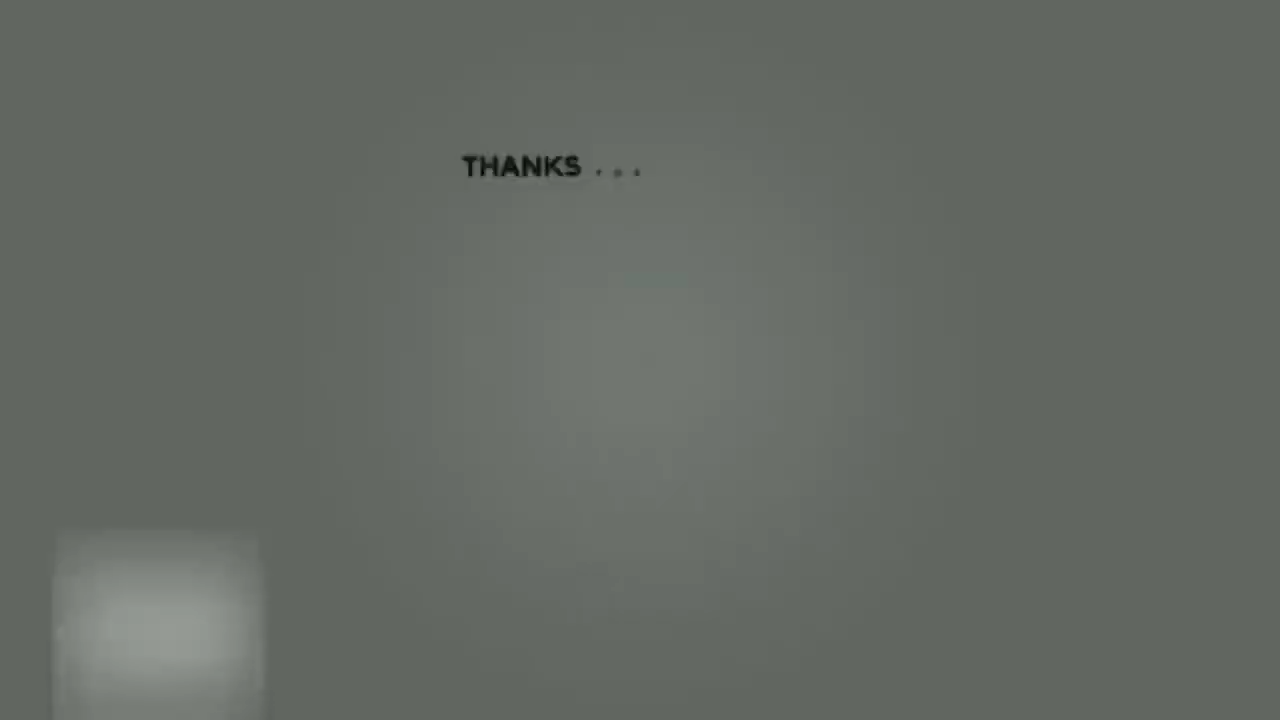 THANKS . . .